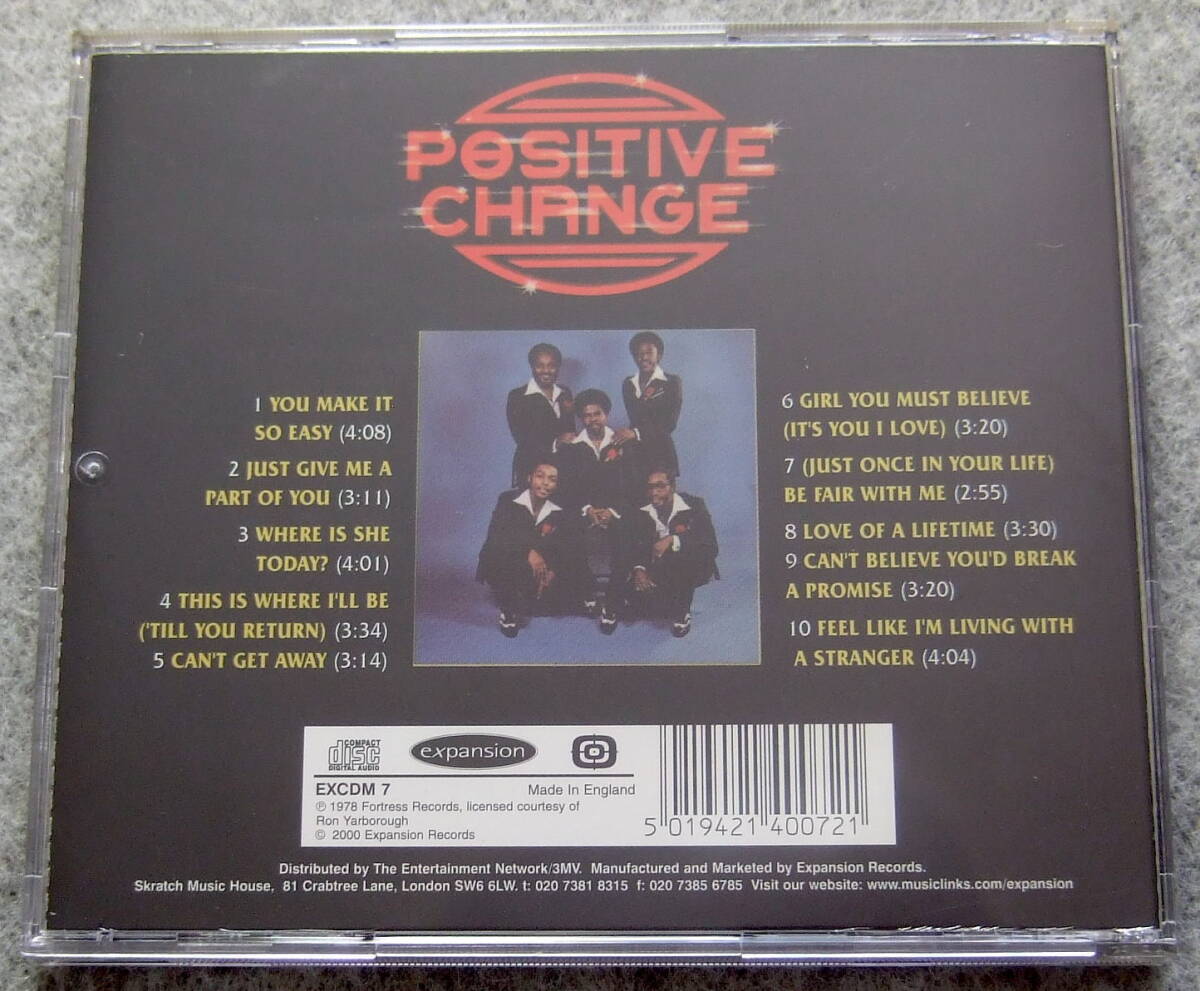 POSITIVE
CHANGE
1 YOU MAKE IT
SO EASY (4:08)
2 JUST GIVE ME A
PART OF YOU (3:11)
3 WHERE IS SHE
TODAY? (4:01)
4 THIS IS WHERE I'LL BE
('TILL YOU RETURN) (3:34)
5 CAN'T GET AWAY (3:14)
6 GIRL YOU MUST BELIEVE
(IT'S YOU I LOVE) (3:20)
7 (JUST ONCE IN YOUR LIFE)
BE FAIR WITH ME (2:55)
8 LOVE OF A LIFETIME (3:30)
9 CAN'T BELIEVE YOU'D BREAK
A PROMISE (3:20)
10 FEEL LIKE I'M LIVING WITH
A STRANGER (4:04)
COMPACT
disc
DIGITAL AUDIO
expansion
EXCDM 7
Made In England
℗ 1978 Fortress Records, licensed courtesy of
Ron Yarborough
© 2000 Expansion Records
5 019421 400721
Distributed by The Entertainment Network/3MV. Manufactured and Marketed by Expansion Records.
Skratch Music House, 81 Crabtree Lane, London SW6 6LW. t: 020 7381 8315 f: 020 7385 6785 Visit our website: www.musiclinks.com/expansion